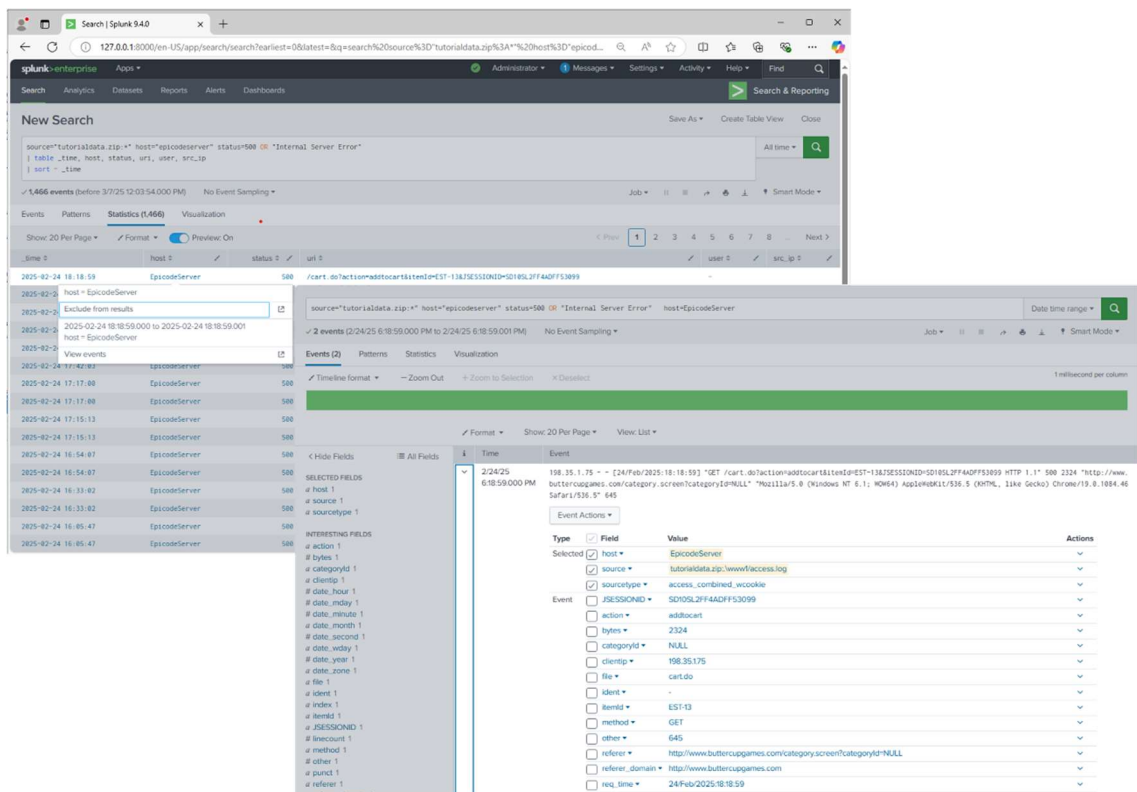 Search | Splunk 9.4.0
127.0.0.1:8000/en-US/app/search/search?earliest=0&latest=&q=search%20source%3D"tutorialdata.zip%3A*"%20host%3D"epicod...
splunk>enterprise Apps
Administrator 1 Messages Settings Activity Help Find
Search Analytics Datasets Reports Alerts Dashboards Search & Reporting
New Search Save As Create Table View Close
source="tutorialdata.zip:*" host="epicodeserver" status=500 OR "Internal Server Error"
| table _time, host, status, uri, user, src_ip
| sort - _time
All time
1,466 events (before 3/7/25 12:03:54.000 PM) No Event Sampling Job Smart Mode
Events Patterns Statistics (1,466) Visualization
Show: 20 Per Page Format Preview: On < Prev 1 2 3 4 5 6 7 8 ... Next >
_time host status uri user src_ip
2025-02-24 18:18:59 EpicodeServer 500 /cart.do?action=addtocart&itemId=EST-13&JSESSIONID=SD10SL2FF4ADFF53099 -
host = EpicodeServer
Exclude from results
2025-02-24 18:18:59.000 to 2025-02-24 18:18:59.001
host = EpicodeServer
View events
2025-02-24 17:42:03 EpicodeServer 500
2025-02-24 17:17:00 EpicodeServer 500
2025-02-24 17:17:00 EpicodeServer 500
2025-02-24 17:15:13 EpicodeServer 500
2025-02-24 17:15:13 EpicodeServer 500
2025-02-24 16:54:07 EpicodeServer 500
2025-02-24 16:54:07 EpicodeServer 500
2025-02-24 16:33:02 EpicodeServer 500
2025-02-24 16:33:02 EpicodeServer 500
2025-02-24 16:05:47 EpicodeServer 500
2025-02-24 16:05:47 EpicodeServer 500
source="tutorialdata.zip:*" host="epicodeserver" status=500 OR "Internal Server Error" host=EpicodeServer
Date time range
2 events (2/24/25 6:18:59.000 PM to 2/24/25 6:18:59.001 PM) No Event Sampling Job Smart Mode
Events (2) Patterns Statistics Visualization
Timeline format — Zoom Out + Zoom to Selection × Deselect 1 millisecond per column
Format Show: 20 Per Page View: List
< Hide Fields All Fields
SELECTED FIELDS
a host 1
a source 1
a sourcetype 1
INTERESTING FIELDS
a action 1
# bytes 1
a categoryId 1
a clientip 1
# date_hour 1
# date_mday 1
# date_minute 1
a date_month 1
# date_second 1
a date_wday 1
# date_year 1
a date_zone 1
a file 1
a ident 1
a index 1
a itemId 1
a JSESSIONID 1
# linecount 1
a method 1
# other 1
a punct 1
a referer 1
i Time Event
2/24/25
6:18:59.000 PM
198.35.1.75 - - [24/Feb/2025:18:18:59] "GET /cart.do?action=addtocart&itemId=EST-13&JSESSIONID=SD10SL2FF4ADFF53099 HTTP 1.1" 500 2324 "http://www.
buttercupgames.com/category.screen?categoryId=NULL" "Mozilla/5.0 (Windows NT 6.1; WOW64) AppleWebKit/536.5 (KHTML, like Gecko) Chrome/19.0.1084.46
Safari/536.5" 645
Event Actions
Type Field Value Actions
Selected host EpicodeServer
source tutorialdata.zip:.\www1/access.log
sourcetype access_combined_wcookie
Event JSESSIONID SD10SL2FF4ADFF53099
action addtocart
bytes 2324
categoryId NULL
clientip 198.35.1.75
file cart.do
ident -
itemId EST-13
method GET
other 645
referer http://www.buttercupgames.com/category.screen?categoryId=NULL
referer_domain http://www.buttercupgames.com
req_time 24/Feb/2025:18:18:59